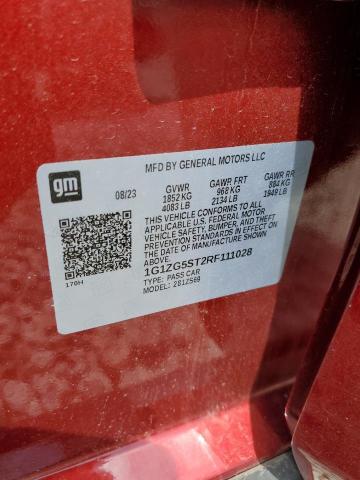 gm
MFD BY GENERAL MOTORS LLC
08/23 GVWR GAWR FRT GAWR RR
1852 KG 968 KG 884 KG
4083 LB 2134 LB 1949 LB
THIS VEHICLE CONFORMS TO ALL
APPLICABLE U.S. FEDERAL MOTOR
VEHICLE SAFETY, BUMPER, AND THEFT
PREVENTION STANDARDS IN EFFECT ON
THE DATE OF MANUFACTURE SHOWN ABOVE.
1G1ZG5ST2RF111028
TYPE: PASS CAR
MODEL: 281ZS69
170H